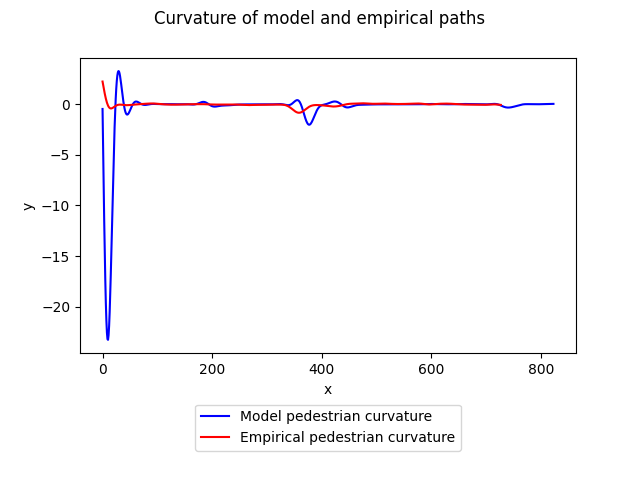 Curvature of model and empirical paths
0
−5
−10
−15
−20
y
0 200 400 600 800
x
Model pedestrian curvature
Empirical pedestrian curvature